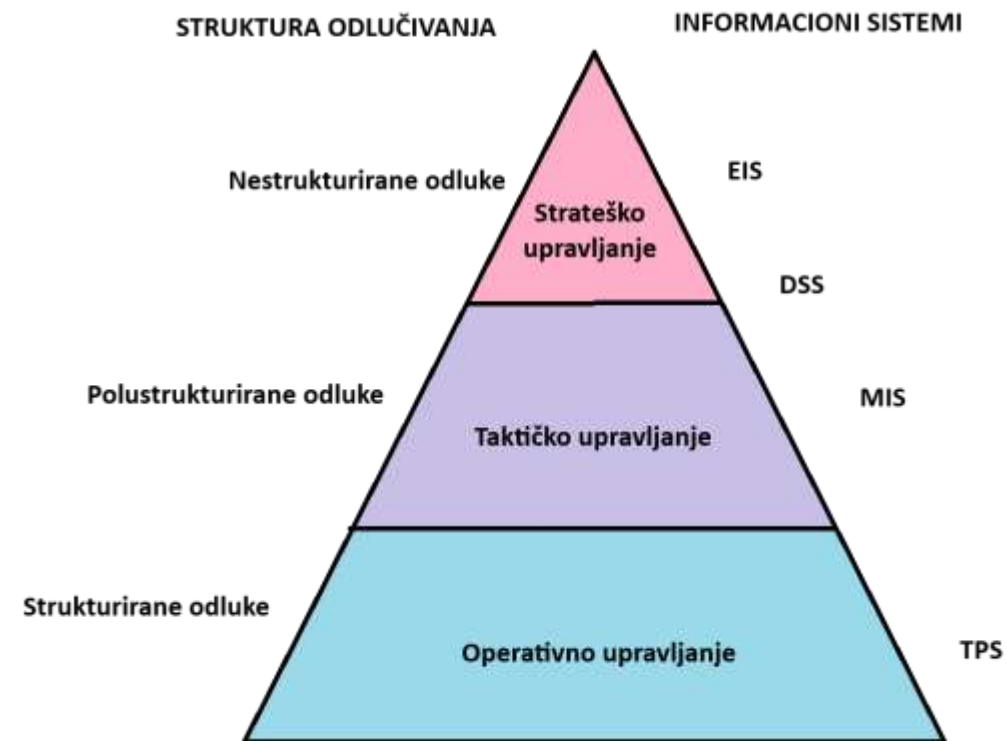 STRUKTURA ODLUČIVANJA
INFORMACIONI SISTEMI
Nestrukturirane odluke
EIS
Strateško
upravljanje
DSS
Polustrukturirane odluke
MIS
Taktičko upravljanje
Strukturirane odluke
Operativno upravljanje
TPS